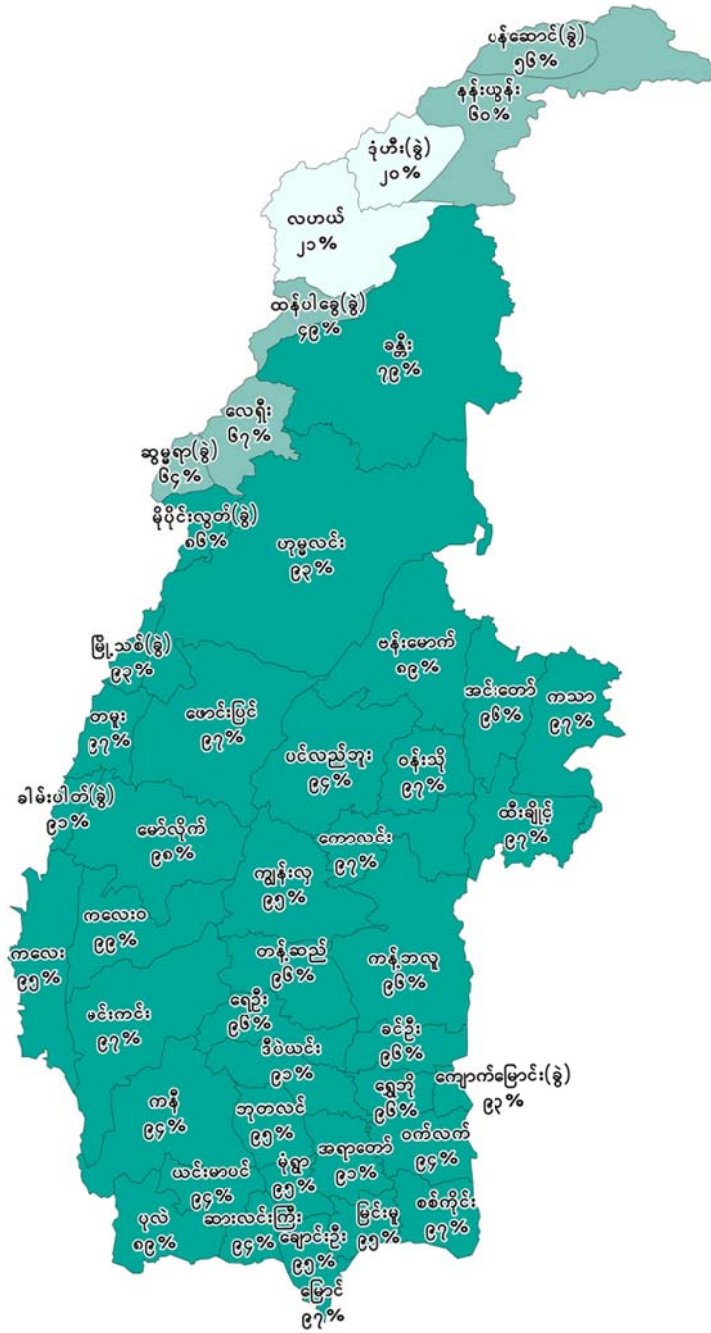 ပန်ဆောင်(ခွဲ)
၅၆%
နန်းယွန်း
၆၀%
ဒုံဟီး(ခွဲ)
၂၀%
လဟယ်
၂၁%
ထန်ပါခွေ(ခွဲ)
၄၉%
ခန္တီး
၇၉%
လေရှီး
၆၇%
ဆွမ္မရာ(ခွဲ)
၆၄%
မိုပိုင်းလွတ်(ခွဲ)
၈၆%
ဟုမ္မလင်း
၉၃%
မြို့သစ်(ခွဲ)
၉၃%
ဗန်းမောက်
၈၉%
အင်းတော်
၉၆%
ကသာ
၉၇%
တမူး
၉၇%
ဖောင်းပြင်
၉၇%
ပင်လည်ဘူး
၉၄%
ဝန်းသို
၉၇%
ခါမ်းပါတ်(ခွဲ)
၉၁%
မော်လိုက်
၉၈%
ကောလင်း
၉၇%
ထီးချိုင့်
၉၇%
ကျွန်းလှ
၉၅%
ကလေးဝ
၉၉%
ကလေး
၉၅%
တန့်ဆည်
၉၆%
ကန့်ဘလူ
၉၆%
မင်းကင်း
၉၇%
ရေဦး
၉၆%
ခင်ဦး
၉၆%
ဒီပဲယင်း
၉၁%
ကျောက်မြောင်း(ခွဲ)
၉၃%
ရွှေဘို
၉၆%
ကနီ
၉၄%
ဘုတလင်
၉၅%
ဝက်လက်
၉၄%
အရာတော်
၉၁%
မုံရွာ
၉၅%
ယင်းမာပင်
၉၄%
စစ်ကိုင်း
၉၇%
မြင်းမူ
၉၅%
ပုလဲ
၈၉%
ဆားလင်းကြီး
၉၄%
ချောင်းဦး
၉၅%
မြောင်
၉၇%